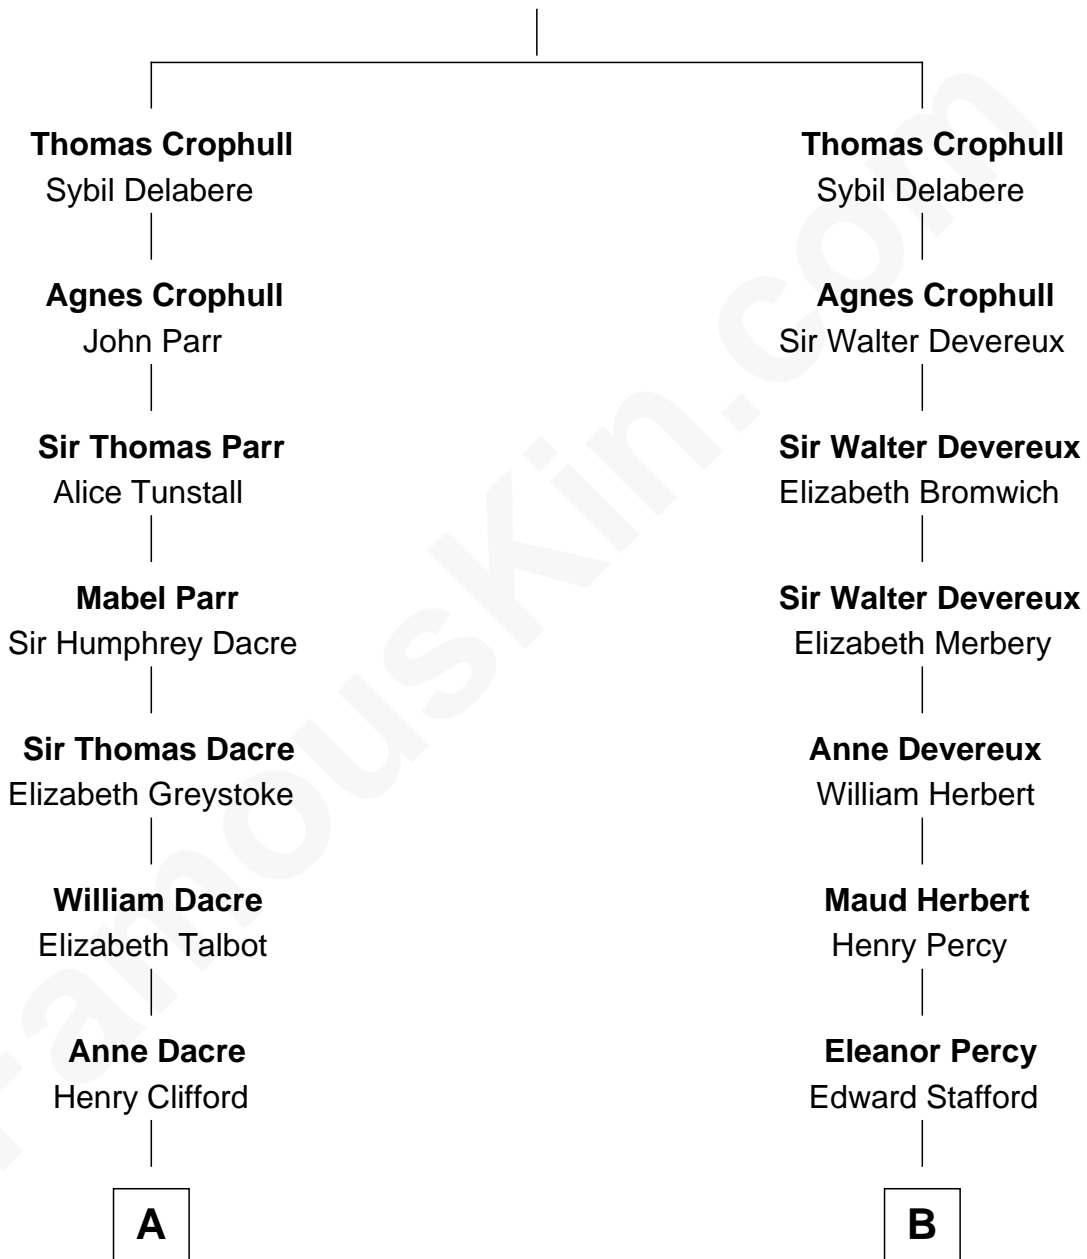 Thomas Crophull
Sybil Delabere
Agnes Crophull
John Parr
Sir Thomas Parr
Alice Tunstall
Mabel Parr
Sir Humphrey Dacre
Sir Thomas Dacre
Elizabeth Greystoke
William Dacre
Elizabeth Talbot
Anne Dacre
Henry Clifford
A
Thomas Crophull
Sybil Delabere
Agnes Crophull
Sir Walter Devereux
Sir Walter Devereux
Elizabeth Bromwich
Sir Walter Devereux
Elizabeth Merbery
Anne Devereux
William Herbert
Maud Herbert
Henry Percy
Eleanor Percy
Edward Stafford
B
FamousKin.com